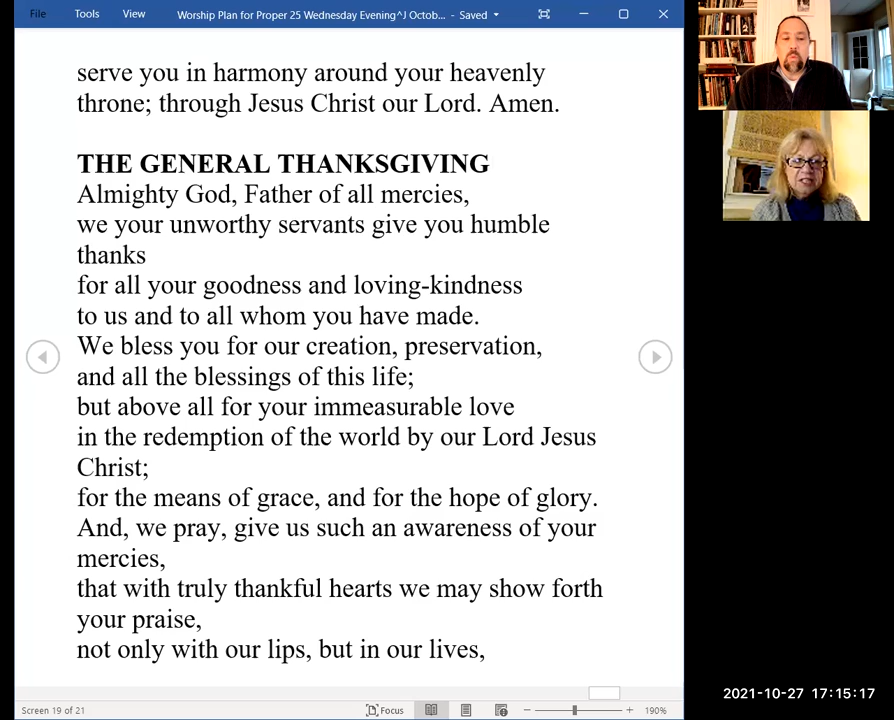 File Tools View Worship Plan for Proper 25 Wednesday Evening^J Octob... - Saved
serve you in harmony around your heavenly
throne; through Jesus Christ our Lord. Amen.
THE GENERAL THANKSGIVING
Almighty God, Father of all mercies,
we your unworthy servants give you humble
thanks
for all your goodness and loving-kindness
to us and to all whom you have made.
We bless you for our creation, preservation,
and all the blessings of this life;
but above all for your immeasurable love
in the redemption of the world by our Lord Jesus
Christ;
for the means of grace, and for the hope of glory.
And, we pray, give us such an awareness of your
mercies,
that with truly thankful hearts we may show forth
your praise,
not only with our lips, but in our lives,
Screen 19 of 21 Focus 190%
2021-10-27 17:15:17